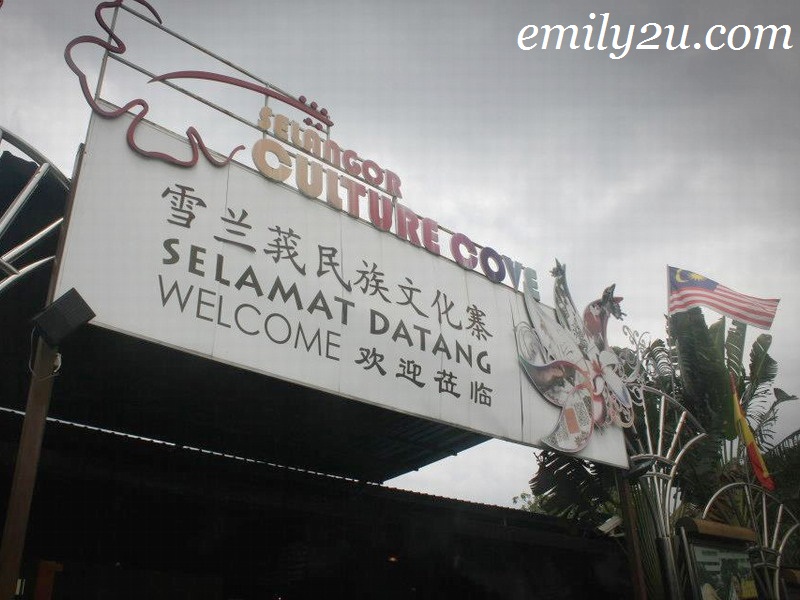 emily2u.com
SELANGOR
CULTURE COVE
雪兰莪民族文化寨
SELAMAT DATANG
WELCOME 欢迎莅临